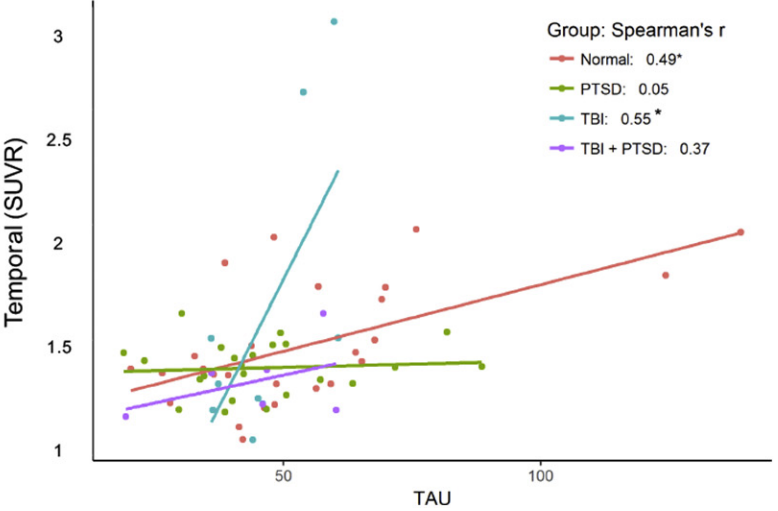 Group: Spearman's r
Normal: 0.49*
PTSD: 0.05
TBI: 0.55 *
TBI + PTSD: 0.37
Temporal (SUVR)
3
2.5
2
1.5
1
50 100
TAU